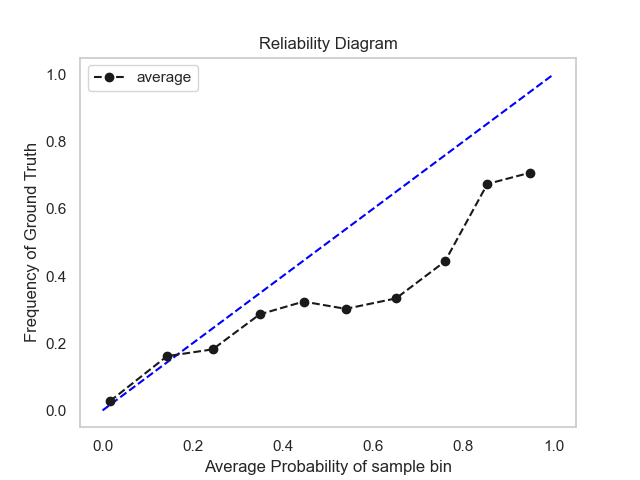 Reliability Diagram
average
1.0
0.8
0.6
0.4
0.2
0.0
Frequency of Ground Truth
0.0 0.2 0.4 0.6 0.8 1.0
Average Probability of sample bin